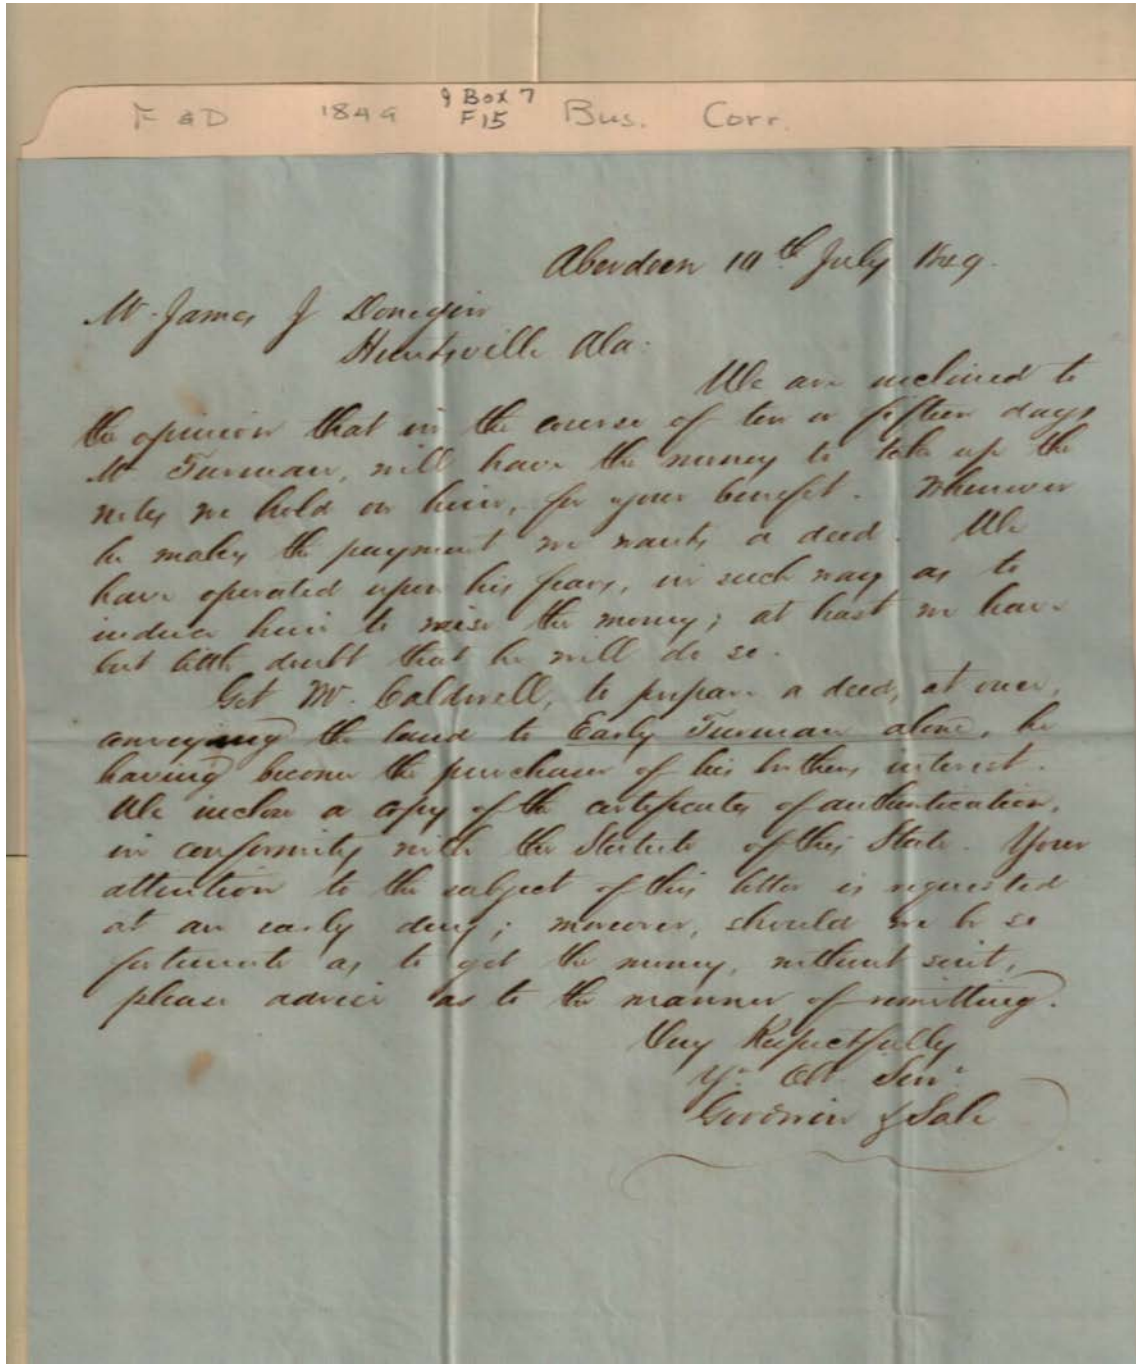 F & D 1849 9 Box 7 Bus. Corr.
F15
Aberdeen 10th July 1849.
Mr. James J Donegan
Huntsville Ala.
We are inclined to
the opinion that in the course of ten or fifteen days
Mr Turman, will have the money to take up the
notes we hold on him, for your benefit. Whenever
he makes the payment he wants a deed. We
have operated upon his fears, in such way as to
induce him to raise the money; at least we have
but little doubt that he will do so.
Get Mr. Caldwell, to prepare a deed, at once,
conveying the land to Early Turman alone, he
having become the purchaser of his brothers interest.
We inclose a copy of the certificates of authentication,
in conformity with the Statute of this State. Your
attention to the subject of this letter is requested
at an early day; moreover, should we be so
fortunate as to get the money, without suit,
please advise as to the manner of remitting.
Very Respectfully
Yr. Obt. Servt.
Goodwin & Sale